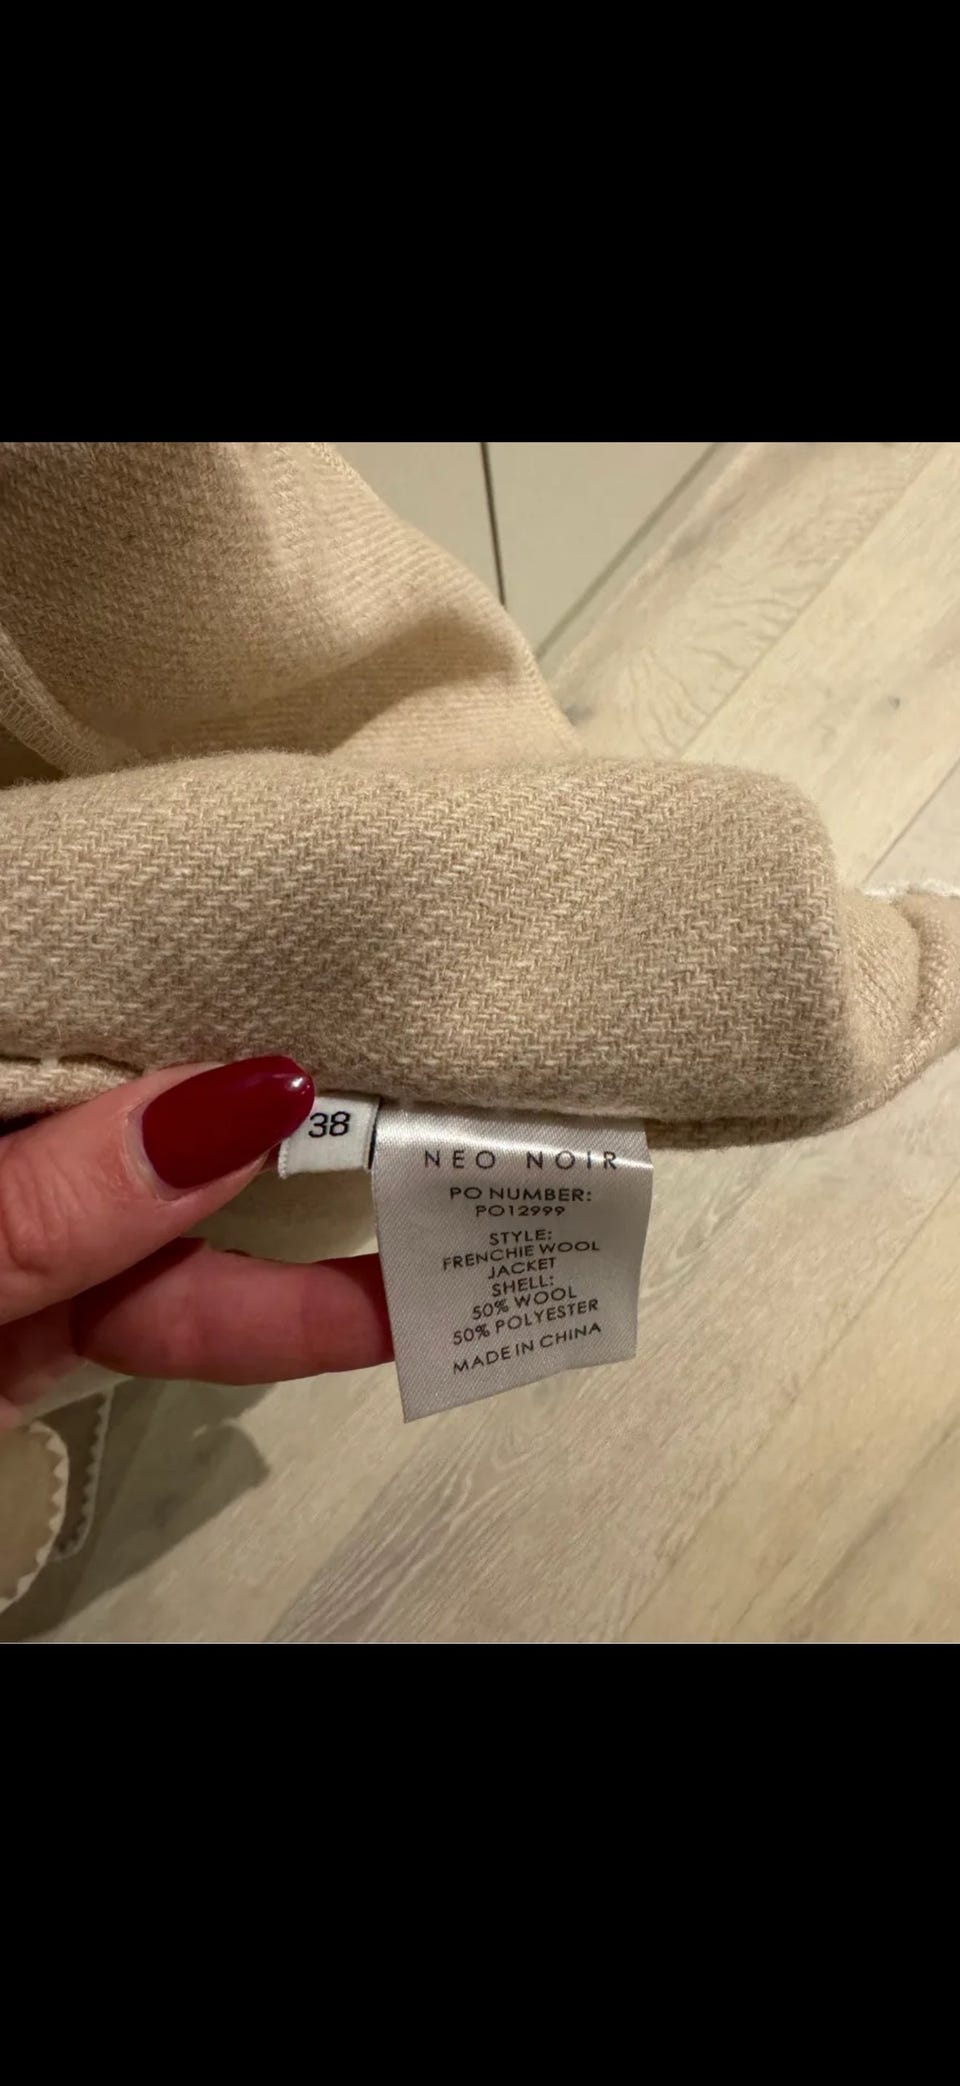 38
NEO NOIR
PO NUMBER:
PO12999
STYLE:
FRENCHIE WOOL
JACKET
SHELL:
50% WOOL
50% POLYESTER
MADE IN CHINA